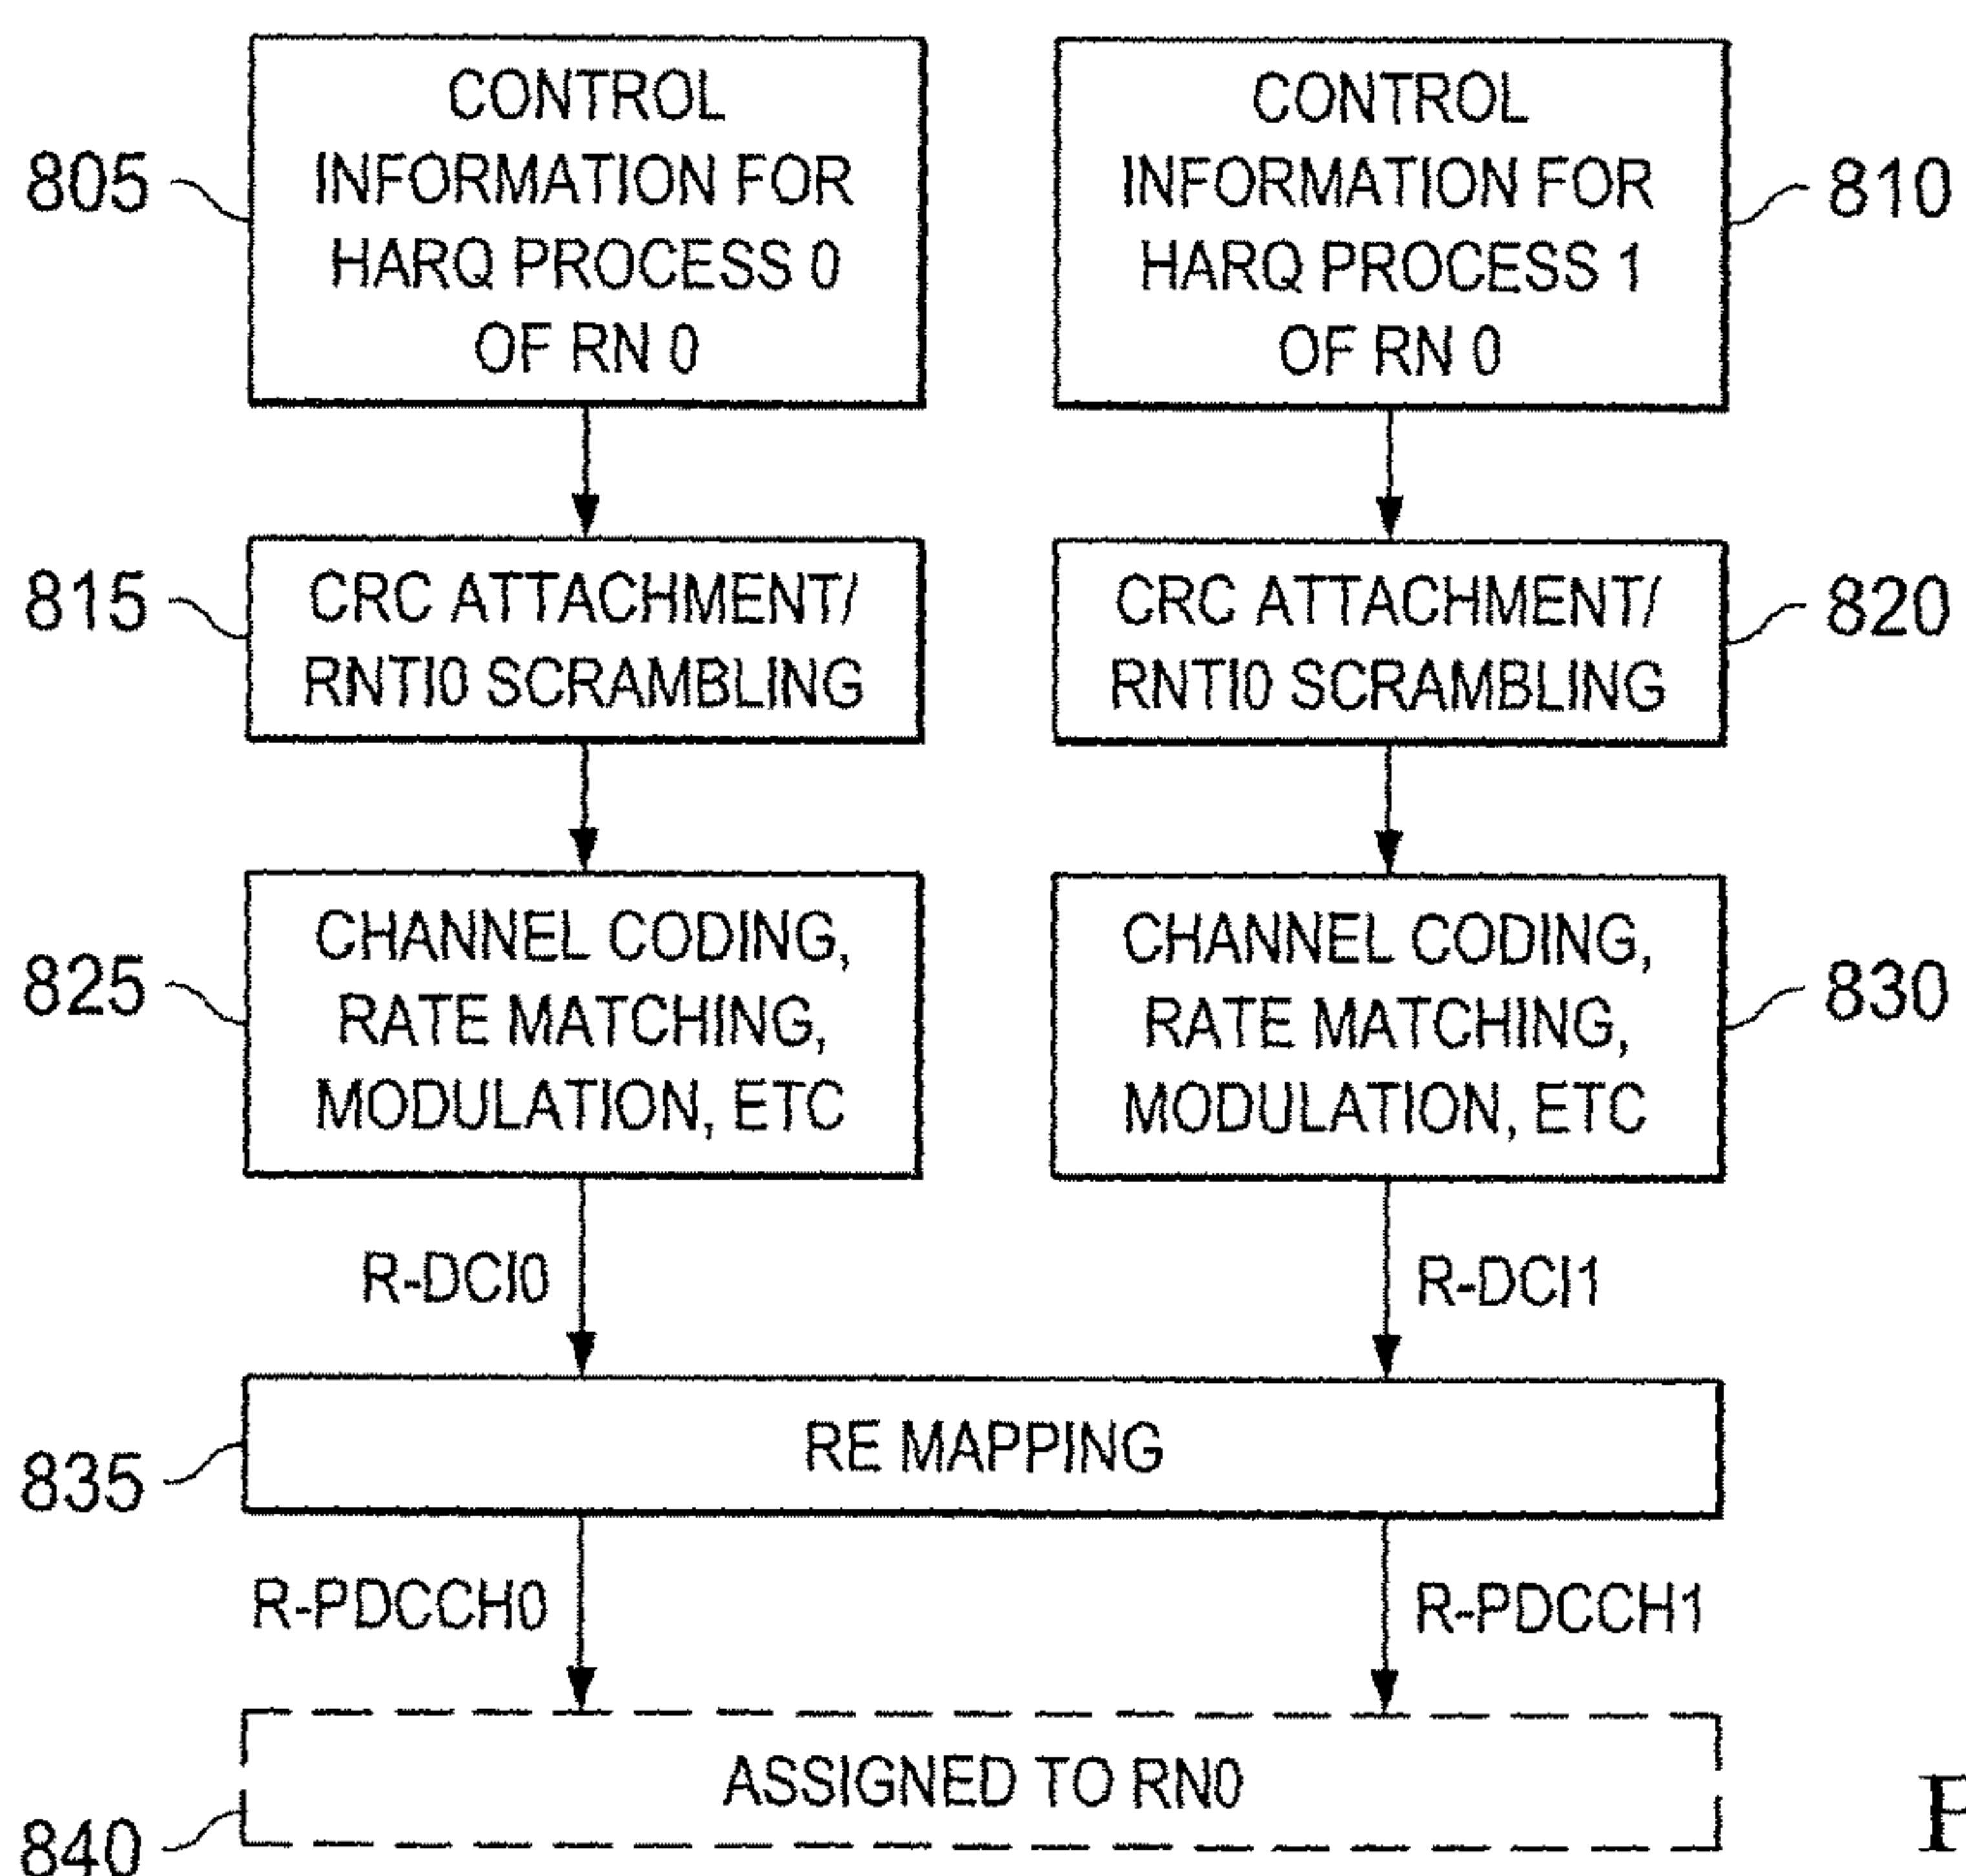 CONTROL
INFORMATION FOR
HARQ PROCESS 0
OF RN 0
805
CONTROL
INFORMATION FOR
HARQ PROCESS 1
OF RN 0
810
CRC ATTACHMENT/
RNTI0 SCRAMBLING
815
CRC ATTACHMENT/
RNTI0 SCRAMBLING
820
CHANNEL CODING,
RATE MATCHING,
MODULATION, ETC
825
CHANNEL CODING,
RATE MATCHING,
MODULATION, ETC
830
R-DCI0
R-DCI1
RE MAPPING
835
R-PDCCH0
R-PDCCH1
ASSIGNED TO RN0
840